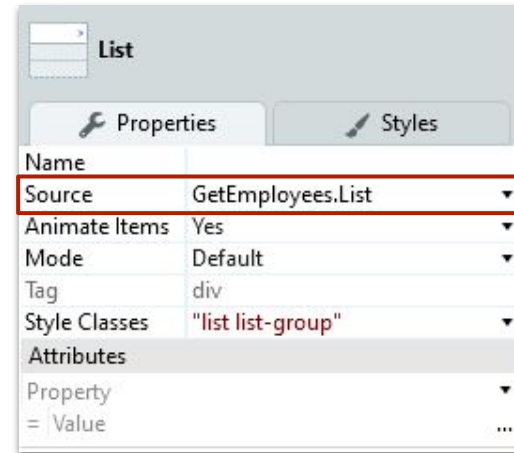 List
Properties Styles
Name
Source GetEmployees.List
Animate Items Yes
Mode Default
Tag div
Style Classes "list list-group"
Attributes
Property
= Value ...